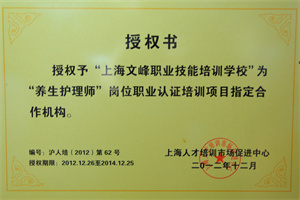 授权书
授权予“上海文峰职业技能培训学校”为
“养生护理师”岗位职业认证培训项目指定合
作机构。
编号：沪人培（2012）第 62 号
授权期限：2012.12.26至2014.12.25
上海人才培训市场促进中心
二〇一二年十二月